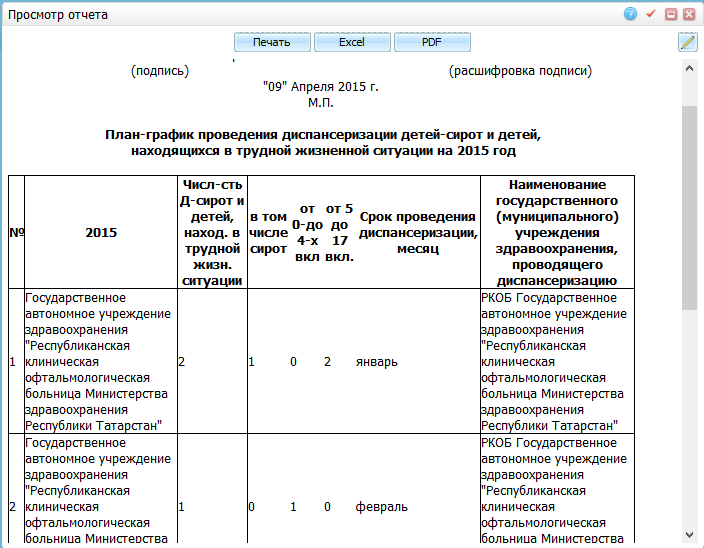 Просмотр отчета
Печать Excel PDF
(подпись) (расшифровка подписи)
"09" Апреля 2015 г.
М.П.
План-график проведения диспансеризации детей-сирот и детей,
находящихся в трудной жизненной ситуации на 2015 год
№
2015
Числ-сть
Д-сирот и
детей,
наход. в
трудной
жизн.
ситуации
в том
числе
сирот
от
0-до
4-х
вкл
от 5
до
17
вкл.
Срок проведения
диспансеризации,
месяц
Наименование
государственного
(муниципального)
учреждения
здравоохранения,
проводящего
диспансеризацию
1
Государственное
автономное учреждение
здравоохранения
"Республиканская
клиническая
офтальмологическая
больница Министерства
здравоохранения
Республики Татарстан"
2
1
0
2
январь
РКОБ Государственное
автономное учреждение
здравоохранения
"Республиканская
клиническая
офтальмологическая
больница Министерства
здравоохранения
Республики Татарстан"
2
Государственное
автономное учреждение
здравоохранения
"Республиканская
клиническая
офтальмологическая
больница Министерства
1
0
1
0
февраль
РКОБ Государственное
автономное учреждение
здравоохранения
"Республиканская
клиническая
офтальмологическая
больница Министерства